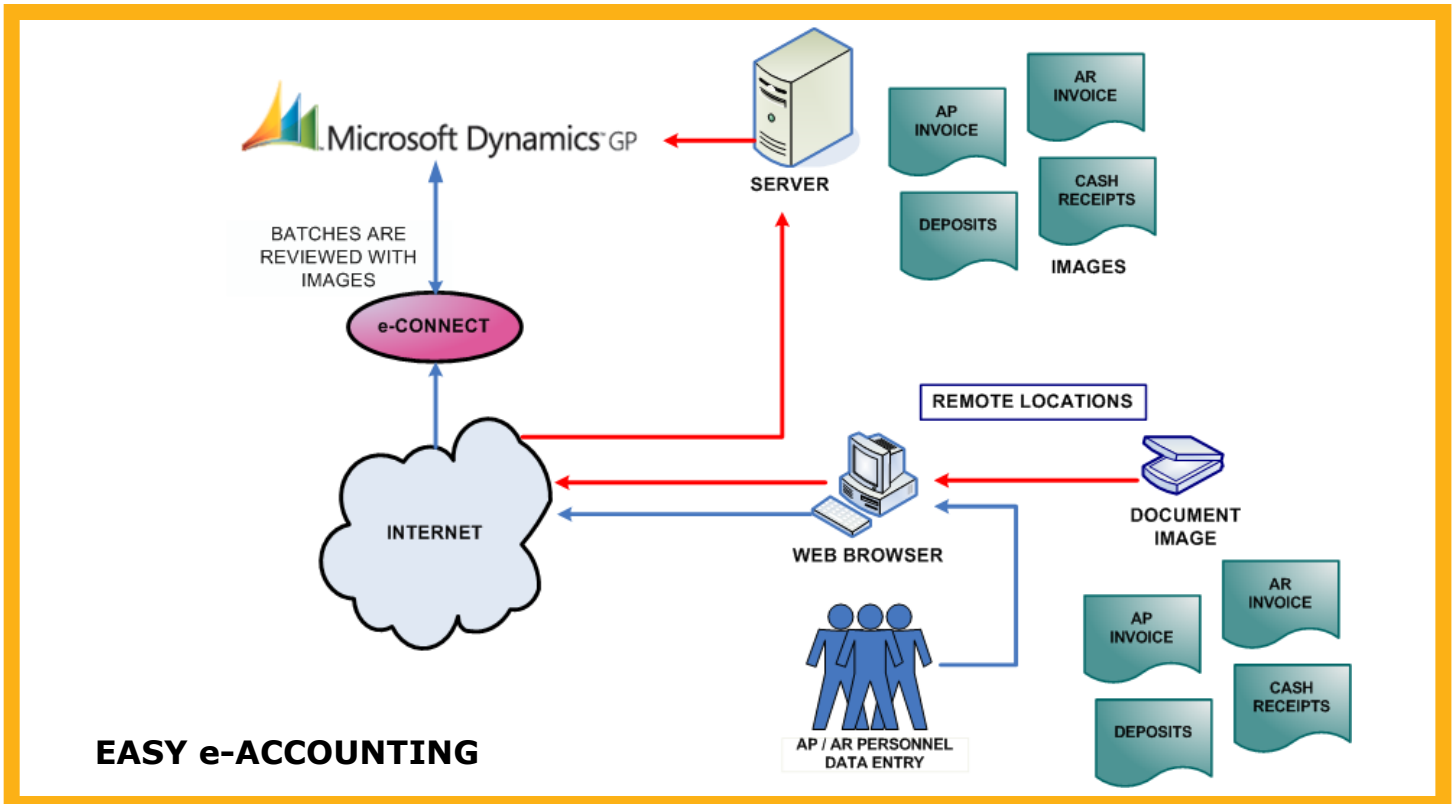 Microsoft Dynamics™ GP
SERVER
AP
INVOICE
AR
INVOICE
DEPOSITS
CASH
RECEIPTS
IMAGES
BATCHES ARE
REVIEWED WITH
IMAGES
e-CONNECT
INTERNET
REMOTE LOCATIONS
WEB BROWSER
DOCUMENT
IMAGE
AP / AR PERSONNEL
DATA ENTRY
AP
INVOICE
AR
INVOICE
DEPOSITS
CASH
RECEIPTS
EASY e-ACCOUNTING